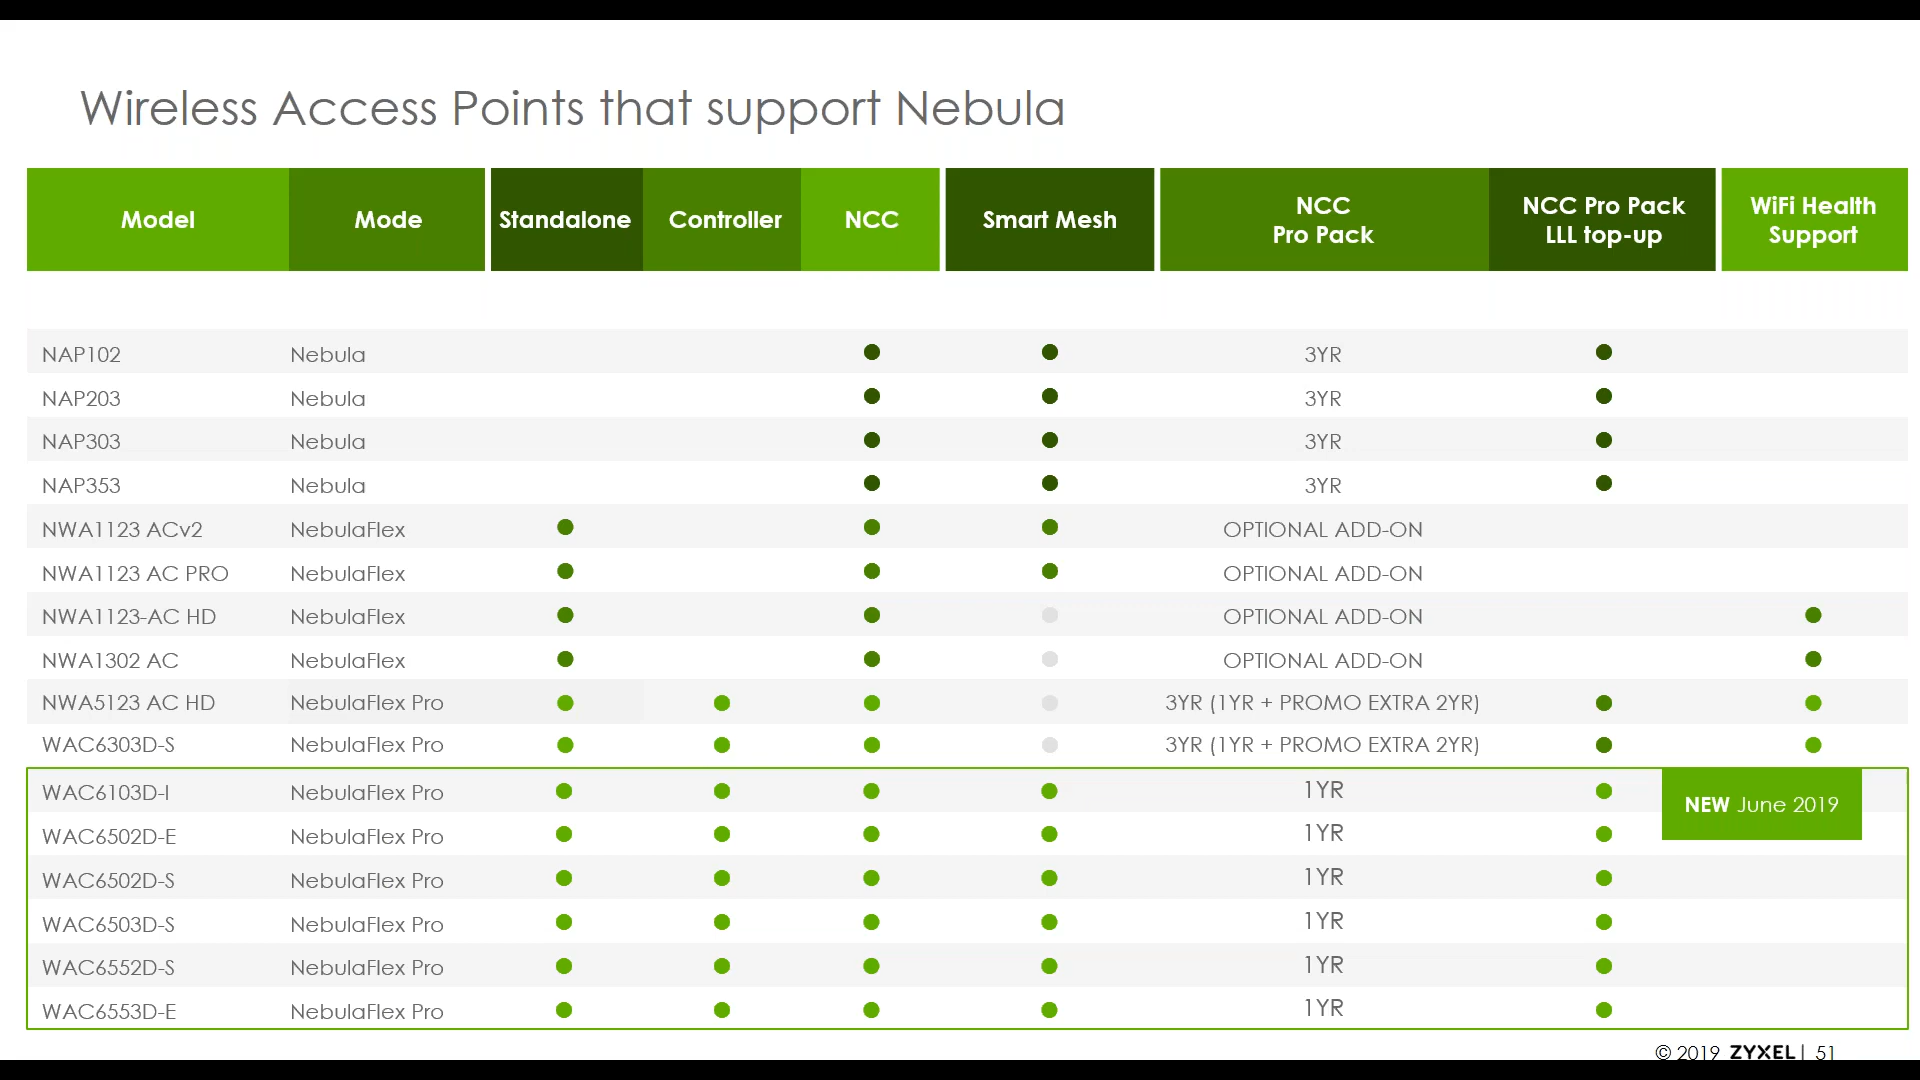 Wireless Access Points that support Nebula
Model Mode Standalone Controller NCC Smart Mesh NCC Pro Pack NCC Pro Pack LLL top-up WiFi Health Support
NAP102 Nebula 3YR
NAP203 Nebula 3YR
NAP303 Nebula 3YR
NAP353 Nebula 3YR
NWA1123 ACv2 NebulaFlex OPTIONAL ADD-ON
NWA1123 AC PRO NebulaFlex OPTIONAL ADD-ON
NWA1123-AC HD NebulaFlex OPTIONAL ADD-ON
NWA1302 AC NebulaFlex OPTIONAL ADD-ON
NWA5123 AC HD NebulaFlex Pro 3YR (1YR + PROMO EXTRA 2YR)
WAC6303D-S NebulaFlex Pro 3YR (1YR + PROMO EXTRA 2YR)
WAC6103D-I NebulaFlex Pro 1YR NEW June 2019
WAC6502D-E NebulaFlex Pro 1YR
WAC6502D-S NebulaFlex Pro 1YR
WAC6503D-S NebulaFlex Pro 1YR
WAC6552D-S NebulaFlex Pro 1YR
WAC6553D-E NebulaFlex Pro 1YR
© 2019 ZYXEL | 51